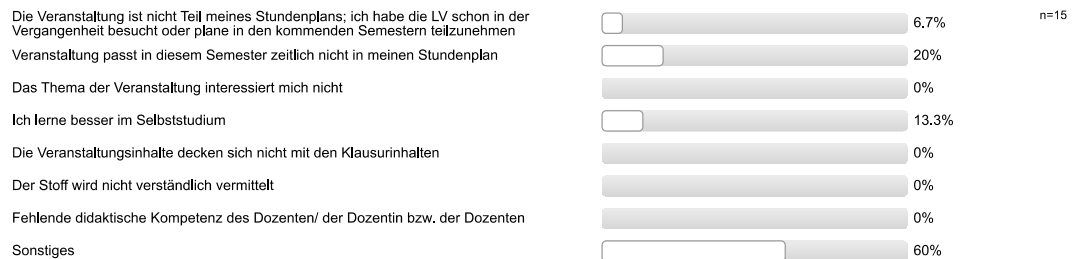 Die Veranstaltung ist nicht Teil meines Stundenplans; ich habe die LV schon in der
Vergangenheit besucht oder plane in den kommenden Semestern teilzunehmen
6.7%
n=15
Veranstaltung passt in diesem Semester zeitlich nicht in meinen Stundenplan
20%
Das Thema der Veranstaltung interessiert mich nicht
0%
Ich lerne besser im Selbststudium
13.3%
Die Veranstaltungsinhalte decken sich nicht mit den Klausurinhalten
0%
Der Stoff wird nicht verständlich vermittelt
0%
Fehlende didaktische Kompetenz des Dozenten/ der Dozentin bzw. der Dozenten
0%
Sonstiges
60%